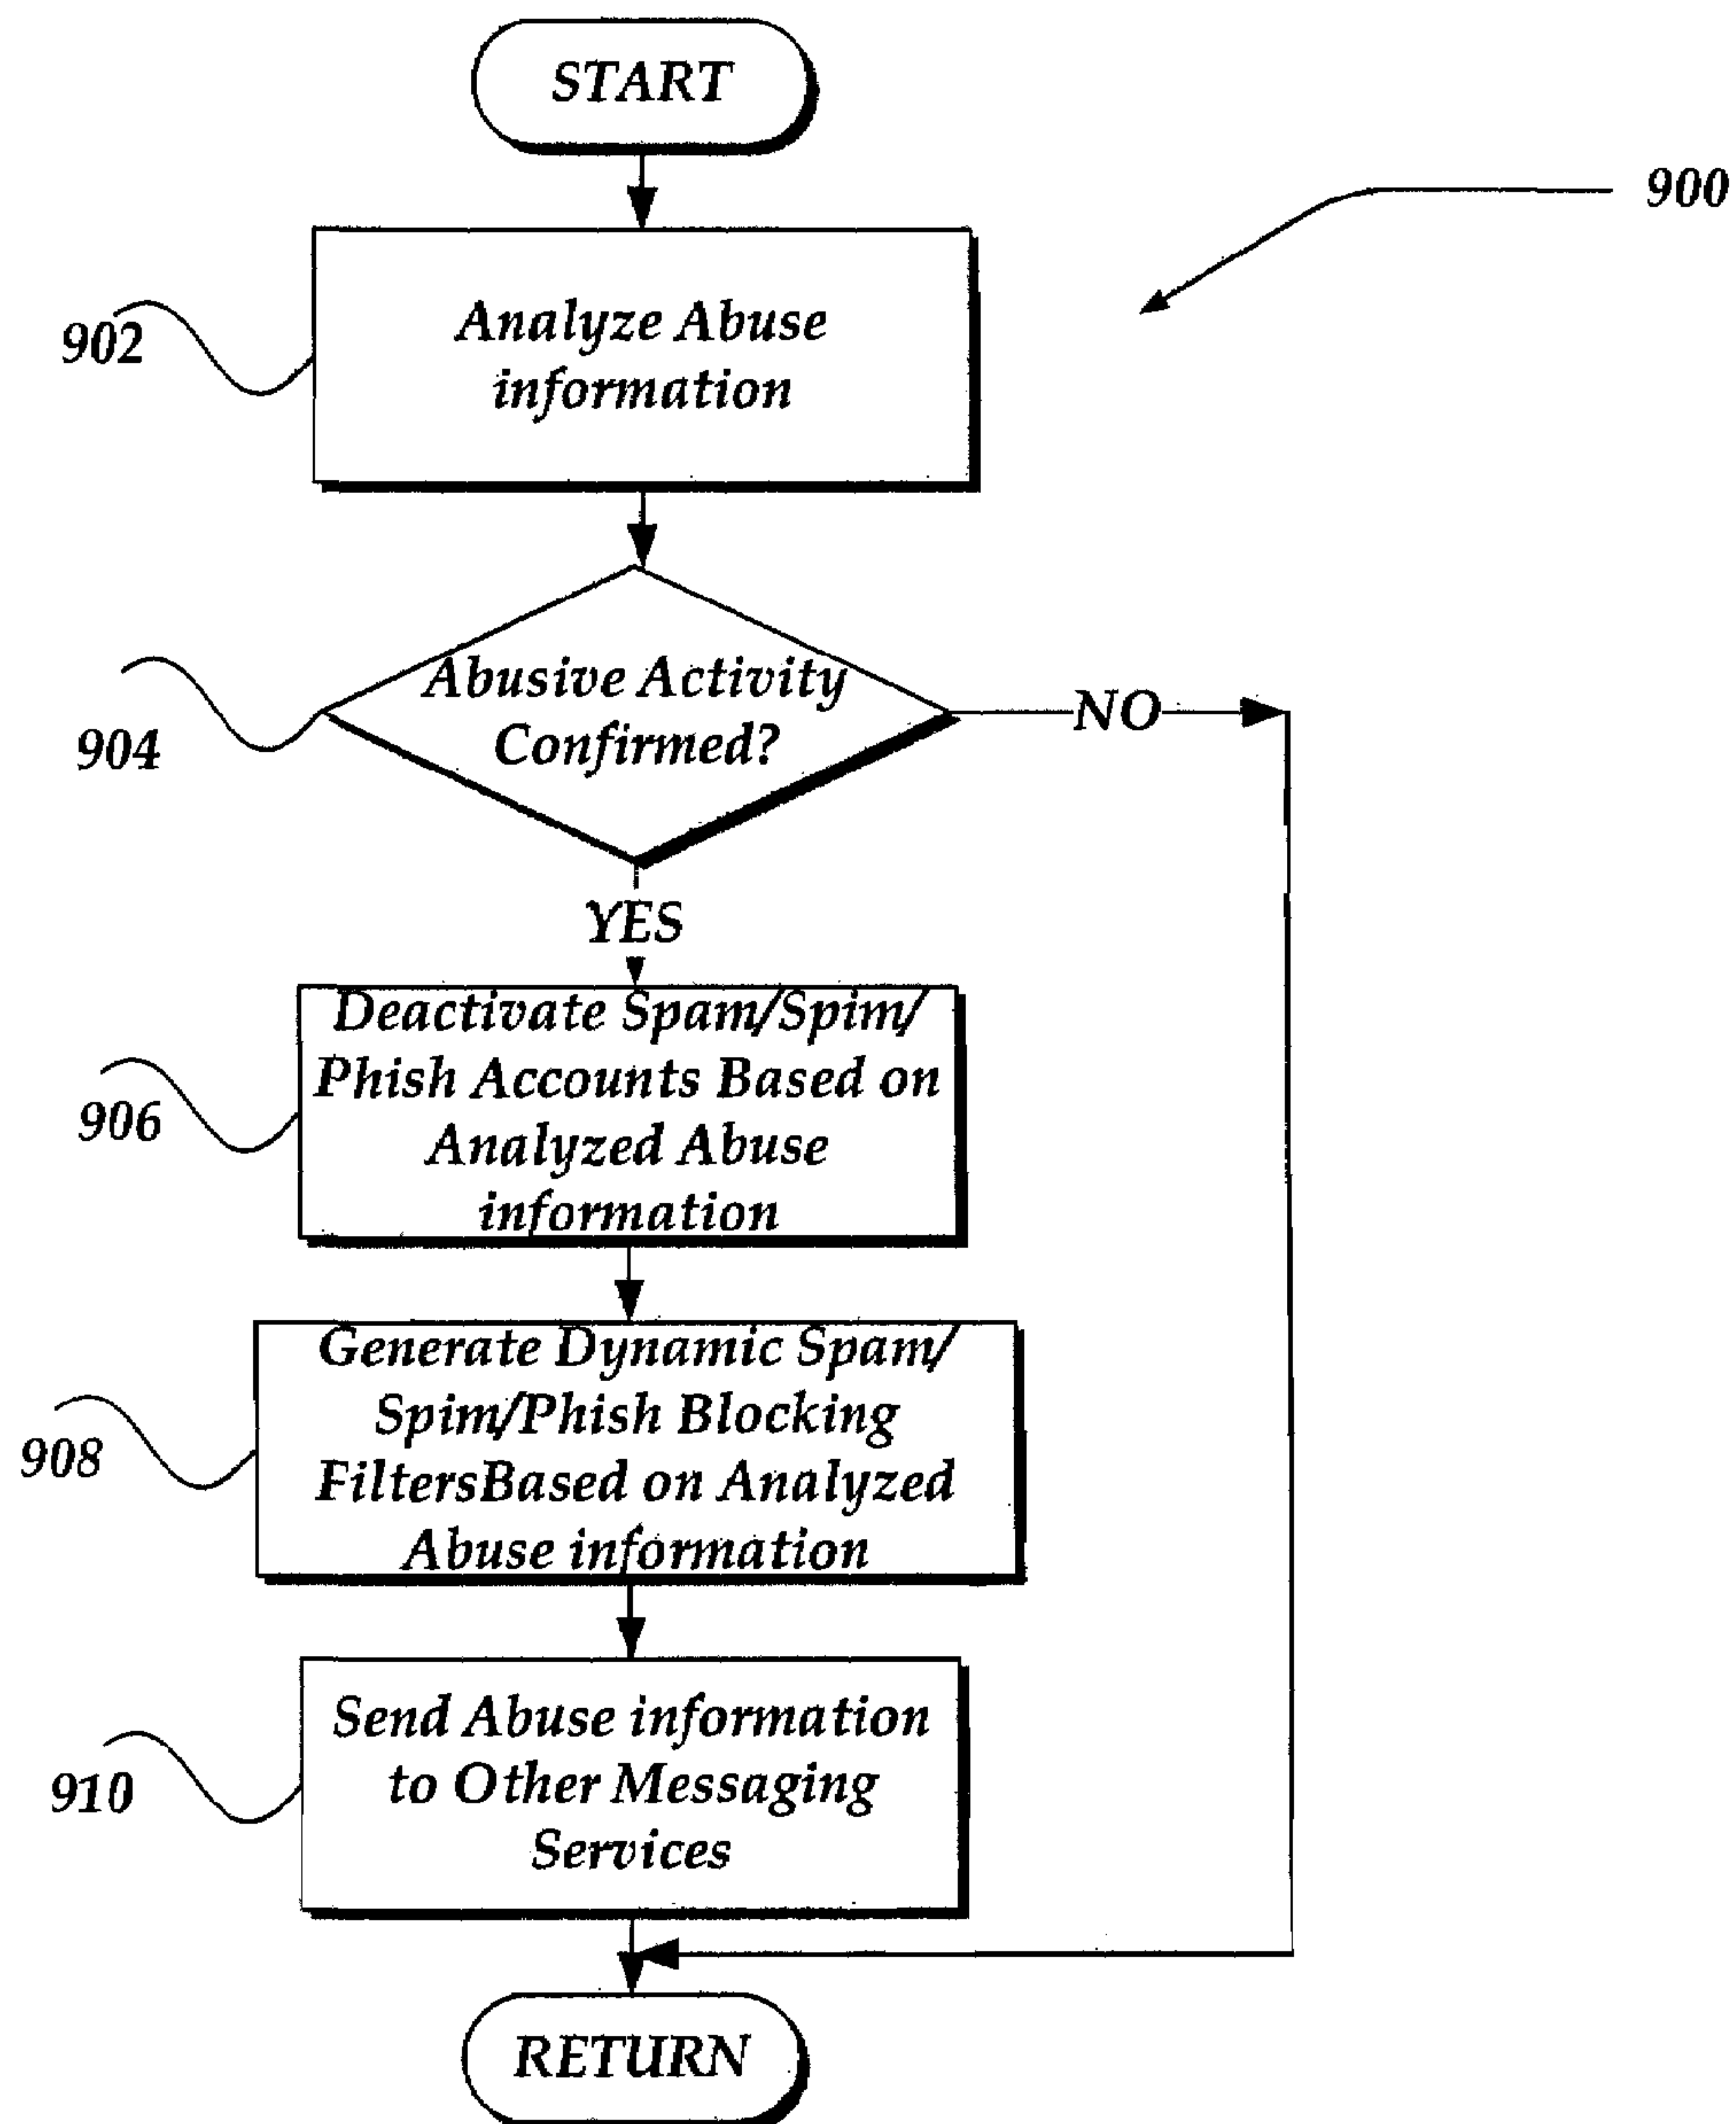 START
900
Analyze Abuse
information
902
Abusive Activity
Confirmed?
NO
904
YES
Deactivate Spam/Spim/
Phish Accounts Based on
Analyzed Abuse
information
906
Generate Dynamic Spam/
Spim/Phish Blocking
FiltersBased on Analyzed
Abuse information
908
Send Abuse information
to Other Messaging
Services
910
RETURN